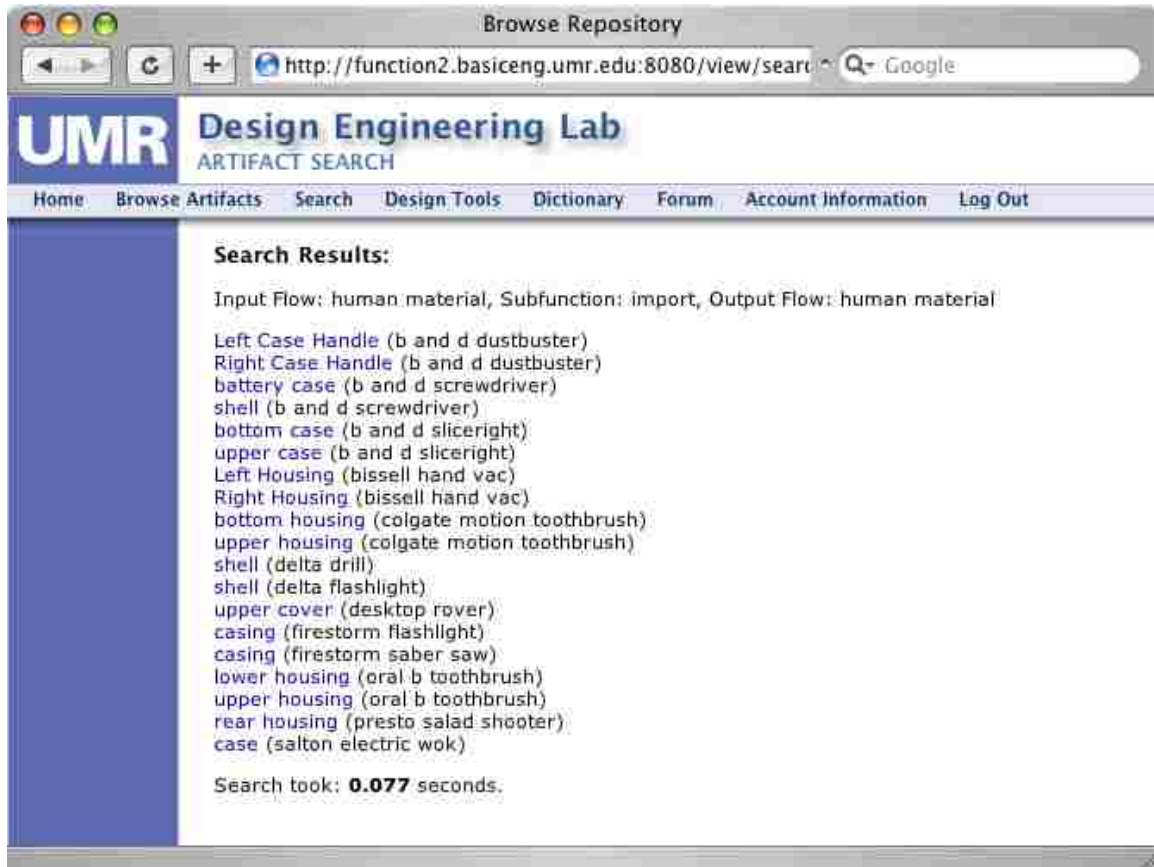 Browse Repository
http://function2.basiceng.umr.edu:8080/view/searc Google
UMR Design Engineering Lab
ARTIFACT SEARCH
Home Browse Artifacts Search Design Tools Dictionary Forum Account Information Log Out
Search Results:
Input Flow: human material, Subfunction: import, Output Flow: human material
Left Case Handle (b and d dustbuster)
Right Case Handle (b and d dustbuster)
battery case (b and d screwdriver)
shell (b and d screwdriver)
bottom case (b and d sliceright)
upper case (b and d sliceright)
Left Housing (bissell hand vac)
Right Housing (bissell hand vac)
bottom housing (colgate motion toothbrush)
upper housing (colgate motion toothbrush)
shell (delta drill)
shell (delta flashlight)
upper cover (desktop rover)
casing (firestorm flashlight)
casing (firestorm saber saw)
lower housing (oral b toothbrush)
upper housing (oral b toothbrush)
rear housing (presto salad shooter)
case (salton electric wok)
Search took: 0.077 seconds.